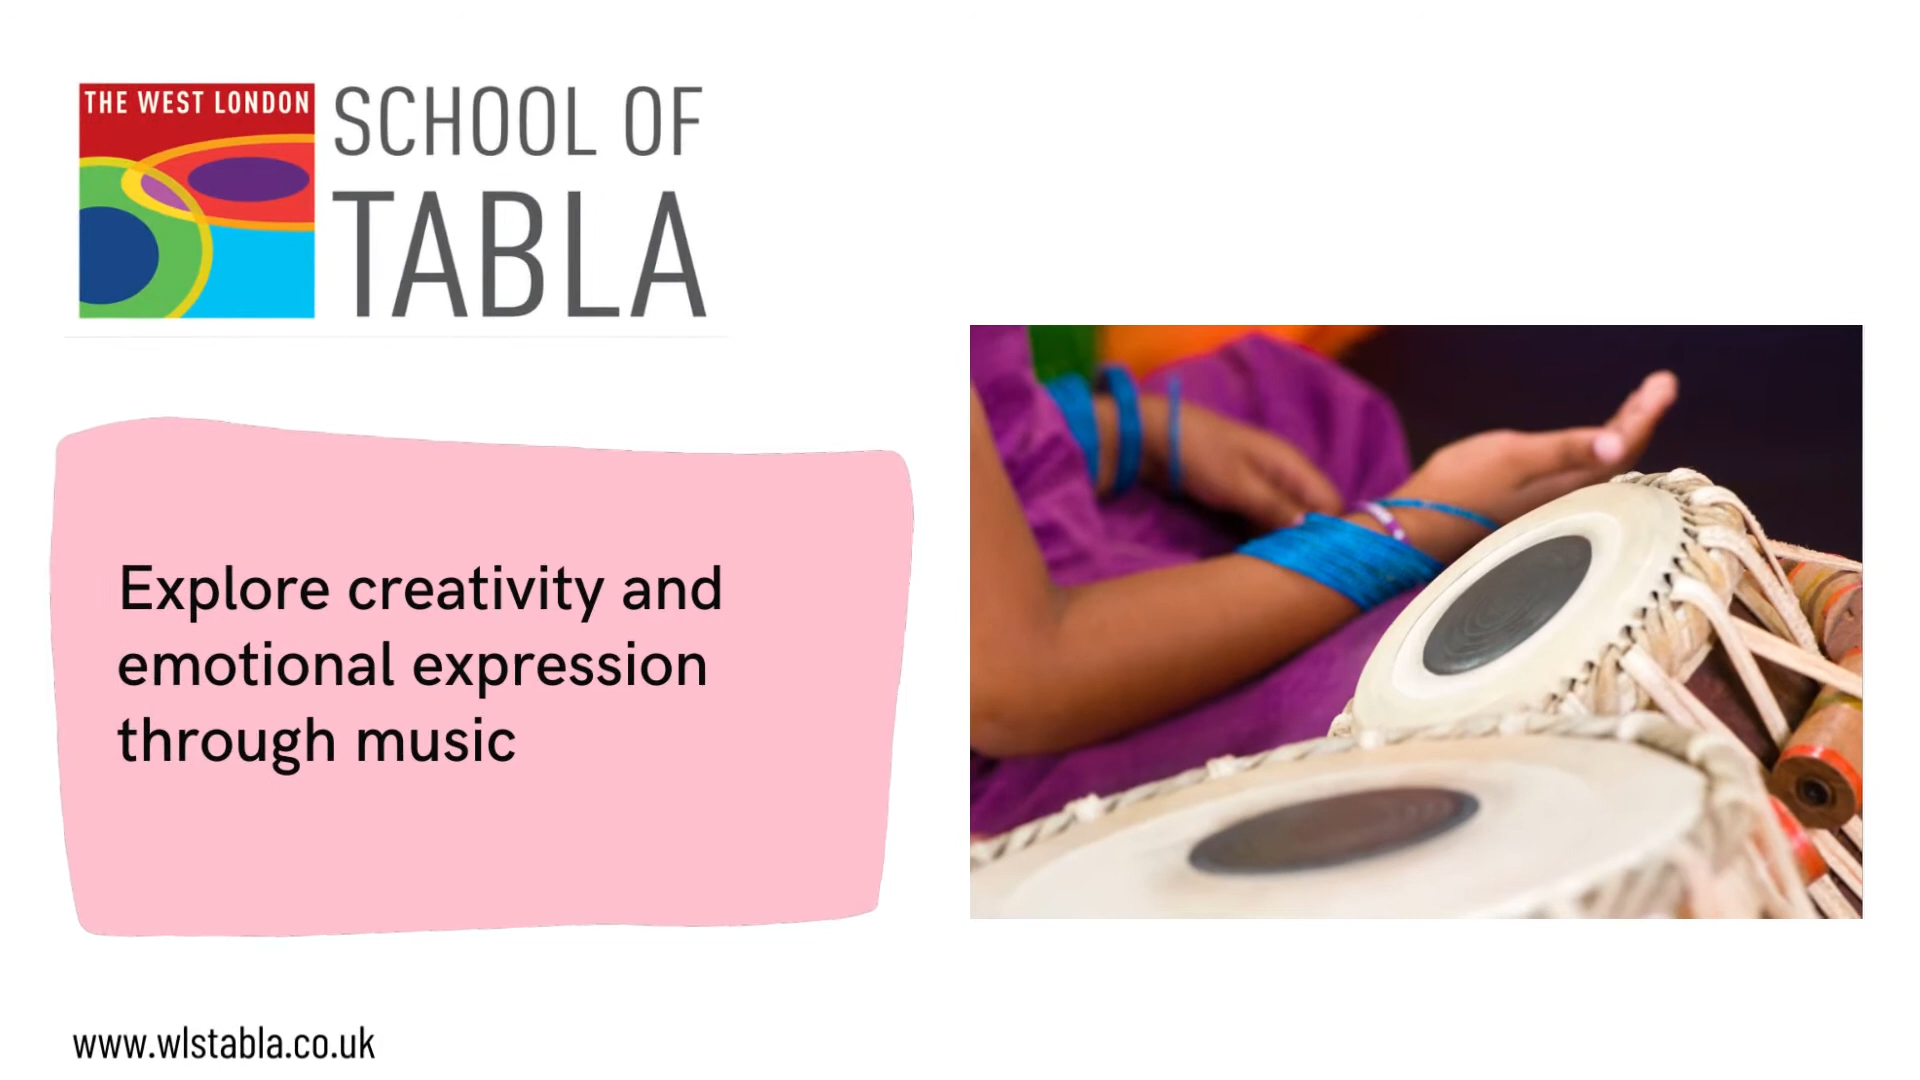 THE WEST LONDON
SCHOOL OF
TABLA
Explore creativity and
emotional expression
through music
www.wlstabla.co.uk